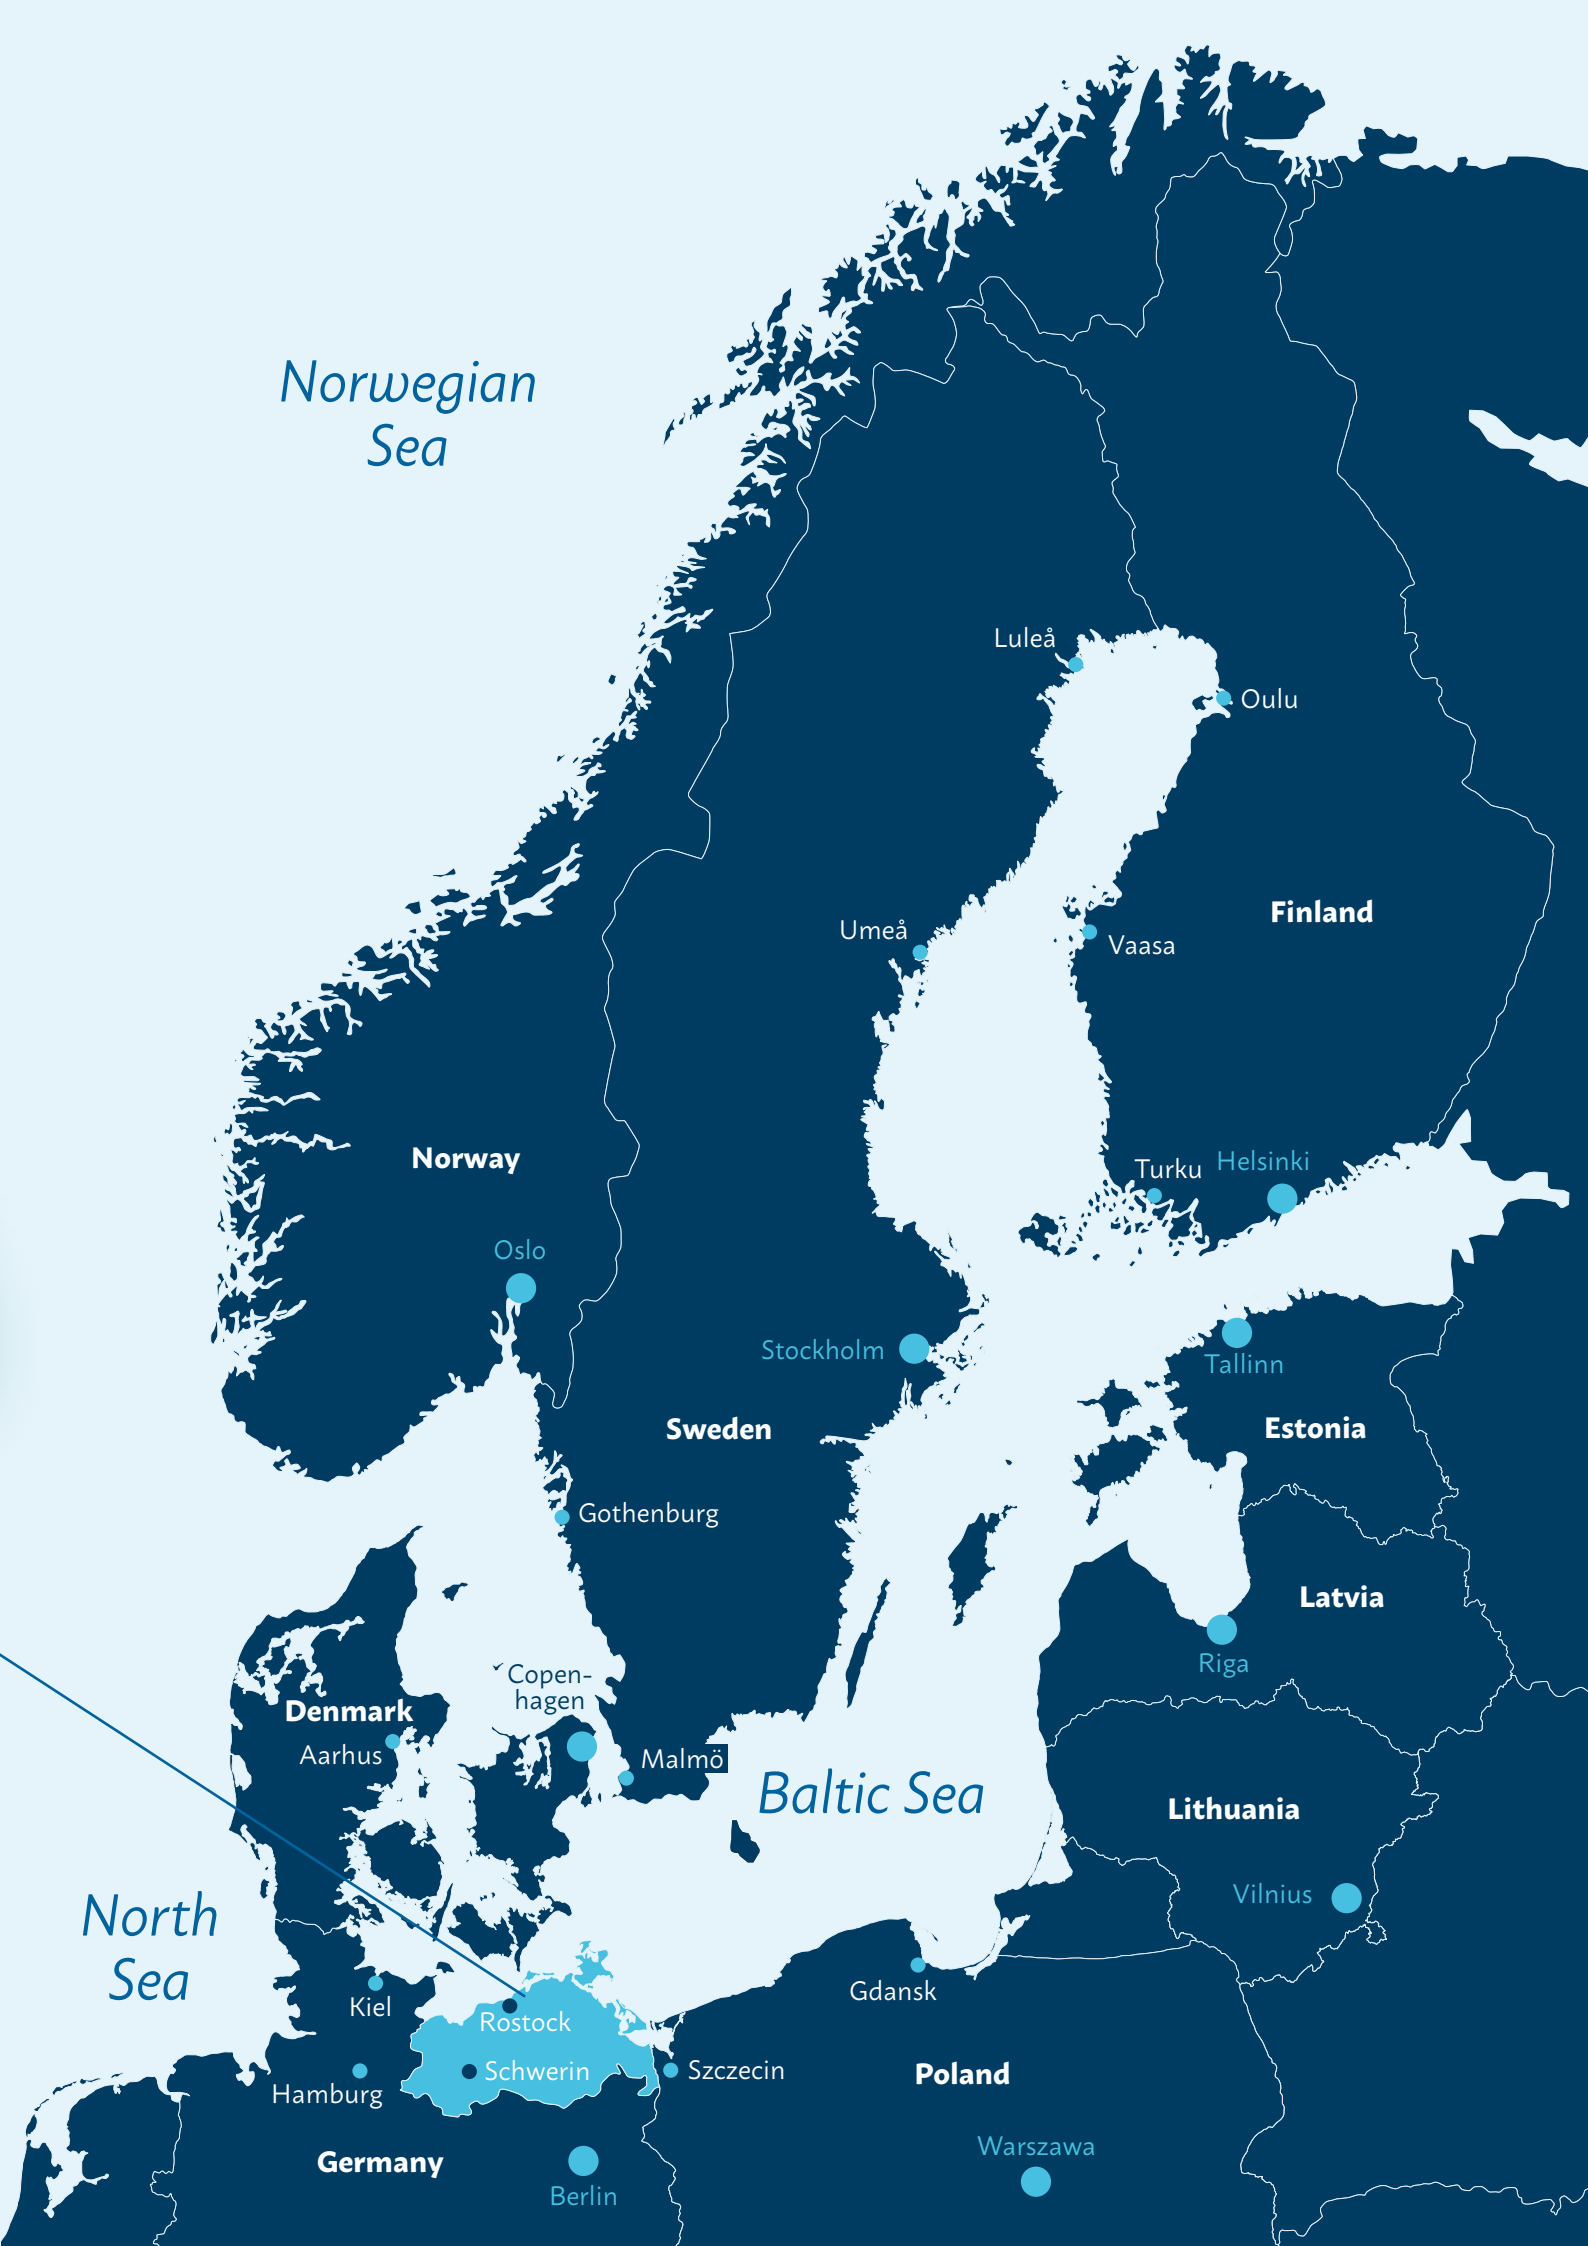 Norwegian
Sea
Luleå
Oulu
Finland
Umeå
Vaasa
Norway
Turku
Helsinki
Oslo
Stockholm
Tallinn
Sweden
Estonia
Gothenburg
Latvia
Riga
Copen-
hagen
Denmark
Aarhus
Malmö
Baltic Sea
Lithuania
Vilnius
North
Sea
Gdansk
Kiel
Rostock
Schwerin
Szczecin
Poland
Hamburg
Warszawa
Germany
Berlin